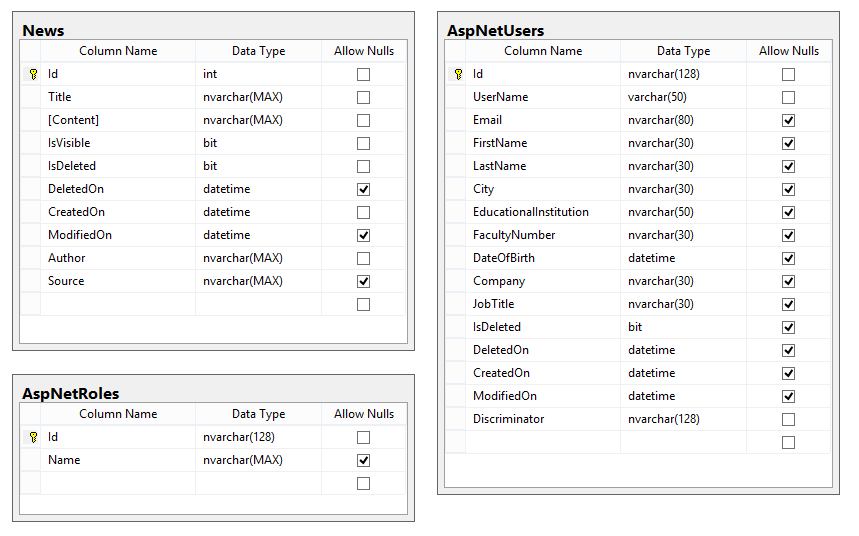 News
Column Name Data Type Allow Nulls
Id int
Title nvarchar(MAX)
[Content] nvarchar(MAX)
IsVisible bit
IsDeleted bit
DeletedOn datetime
CreatedOn datetime
ModifiedOn datetime
Author nvarchar(MAX)
Source nvarchar(MAX)
AspNetRoles
Column Name Data Type Allow Nulls
Id nvarchar(128)
Name nvarchar(MAX)
AspNetUsers
Column Name Data Type Allow Nulls
Id nvarchar(128)
UserName varchar(50)
Email nvarchar(80)
FirstName nvarchar(30)
LastName nvarchar(30)
City nvarchar(30)
EducationalInstitution nvarchar(50)
FacultyNumber nvarchar(30)
DateOfBirth datetime
Company nvarchar(30)
JobTitle nvarchar(30)
IsDeleted bit
DeletedOn datetime
CreatedOn datetime
ModifiedOn datetime
Discriminator nvarchar(128)